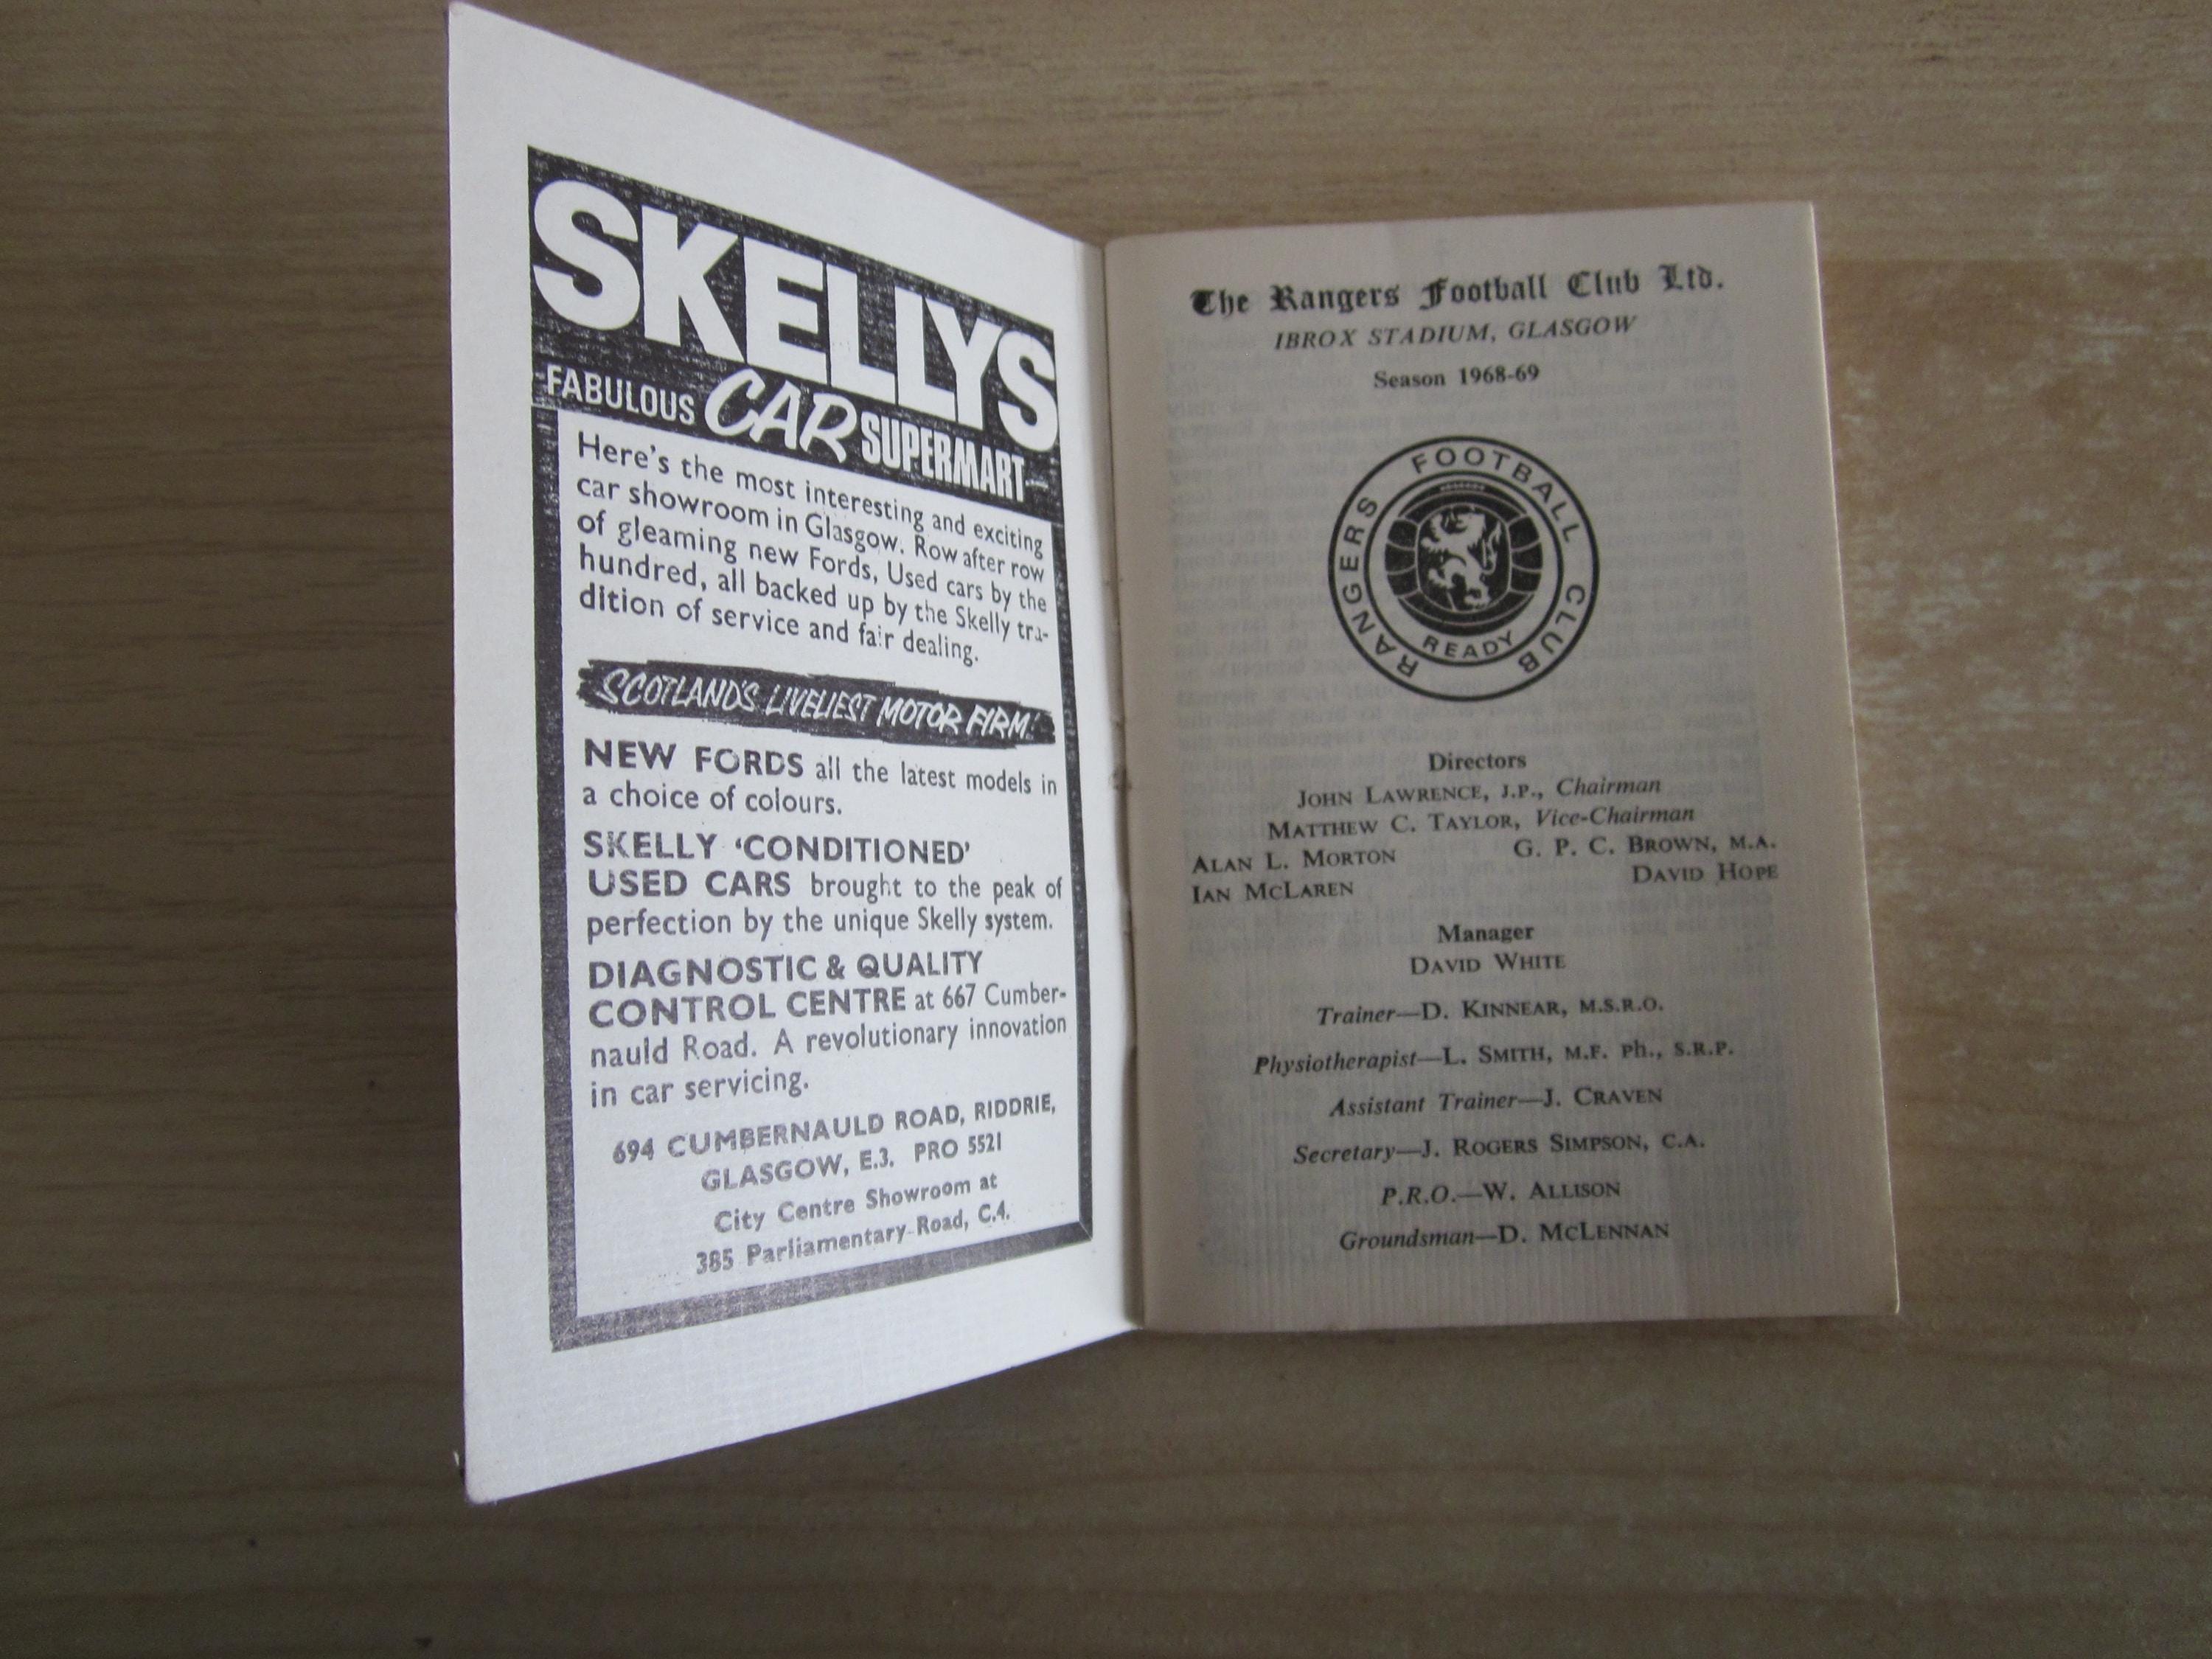 SKELLYS
FABULOUS CAR SUPERMART
Here's the most interesting and exciting
car showroom in Glasgow. Row after row
of gleaming new Fords, Used cars by the
hundred, all backed up by the Skelly tra-
dition of service and fair dealing.
SCOTLAND'S LIVELIEST MOTOR FIRM!
NEW FORDS all the latest models in
a choice of colours.
SKELLY 'CONDITIONED'
USED CARS brought to the peak of
perfection by the unique Skelly system.
DIAGNOSTIC & QUALITY
CONTROL CENTRE at 667 Cumber-
nauld Road. A revolutionary innovation
in car servicing.
694 CUMBERNAULD ROAD, RIDDRIE,
GLASGOW, E.3. PRO 5521
City Centre Showroom at
385 Parliamentary Road, C.4.
The Rangers Football Club Ltd.
IBROX STADIUM, GLASGOW
Season 1968-69
RANGERS FOOTBALL CLUB
READY
Directors
JOHN LAWRENCE, J.P., Chairman
MATTHEW C. TAYLOR, Vice-Chairman
ALAN L. MORTON G. P. C. BROWN, M.A.
IAN MCLAREN DAVID HOPE
Manager
DAVID WHITE
Trainer—D. KINNEAR, M.S.R.O.
Physiotherapist—L. SMITH, M.F. Ph., S.R.P.
Assistant Trainer—J. CRAVEN
Secretary—J. ROGERS SIMPSON, C.A.
P.R.O.—W. ALLISON
Groundsman—D. MCLENNAN